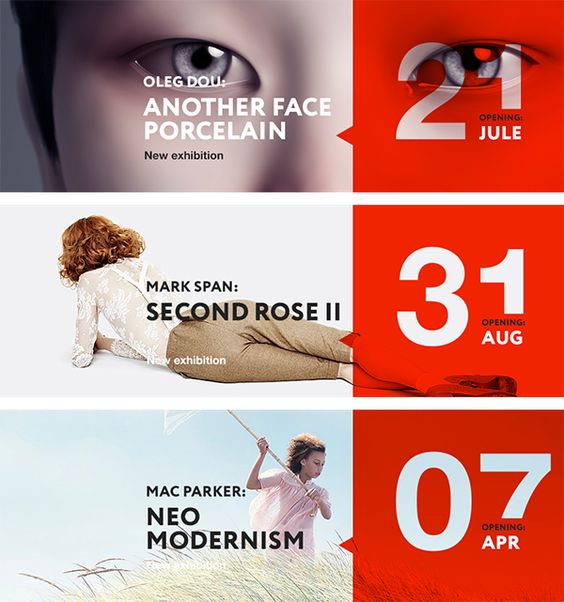 OLEG DOU:
ANOTHER FACE
PORCELAIN
New exhibition
21
OPENING:
JULE
MARK SPAN:
SECOND ROSE II
New exhibition
31
OPENING:
AUG
MAC PARKER:
NEO
MODERNISM
New exhibition
07
OPENING:
APR